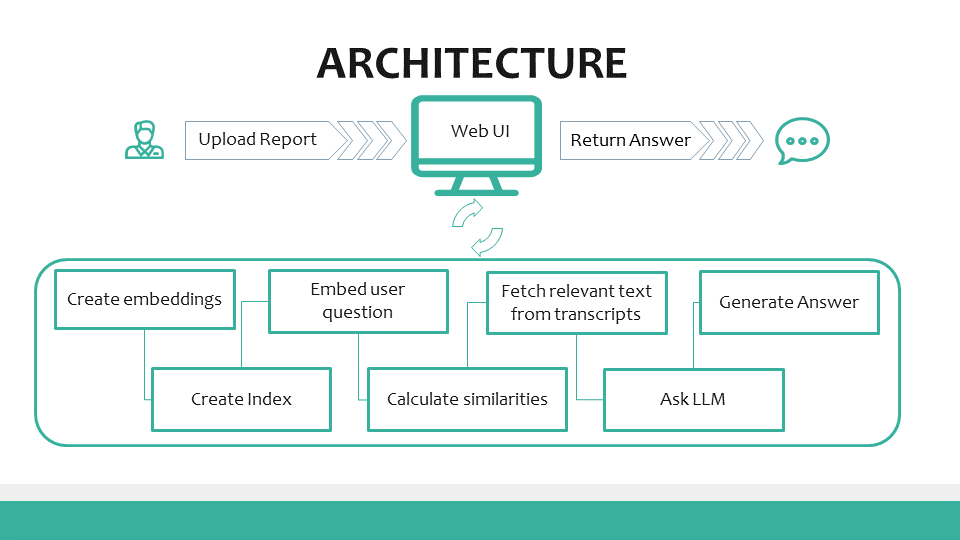 ARCHITECTURE
Upload Report
Web UI
Return Answer
Create embeddings
Embed user
question
Fetch relevant text
from transcripts
Generate Answer
Create Index
Calculate similarities
Ask LLM